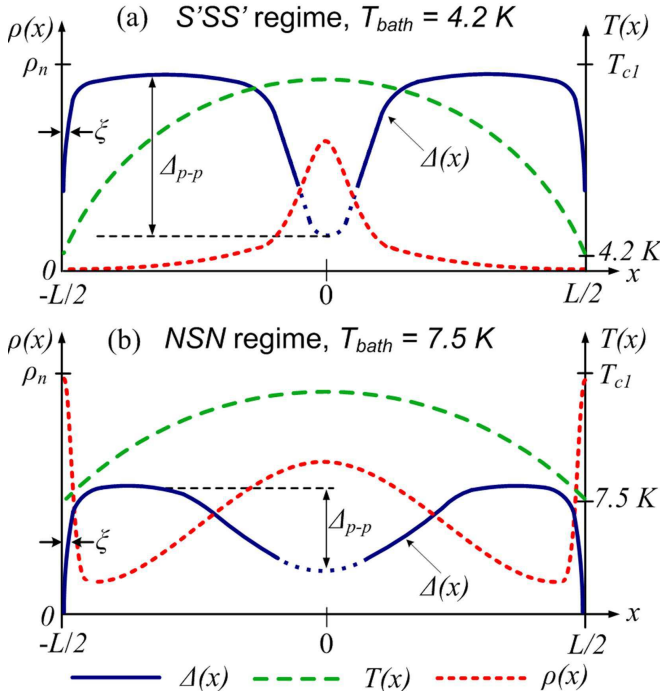 ρ(x) (a) S'SS' regime, T_bath = 4.2 K T(x)
ρ_n T_c1
ξ Δ_p-p Δ(x)
4.2 K
0
-L/2 0 L/2 x
ρ(x) (b) NSN regime, T_bath = 7.5 K T(x)
ρ_n T_c1
7.5 K
ξ Δ_p-p
Δ(x)
0
-L/2 0 L/2 x
Δ(x) T(x) ρ(x)